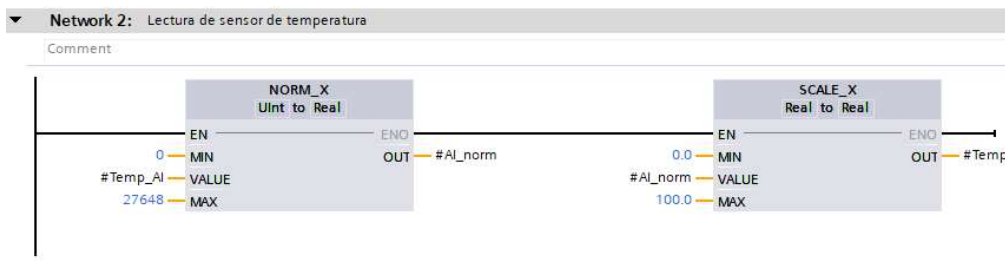 Network 2: Lectura de sensor de temperatura
Comment
NORM_X
UInt to Real
EN ENO
0 MIN OUT #AI_norm
#Temp_AI VALUE
27648 MAX
SCALE_X
Real to Real
EN ENO
0.0 MIN OUT #Temp
#AI_norm VALUE
100.0 MAX